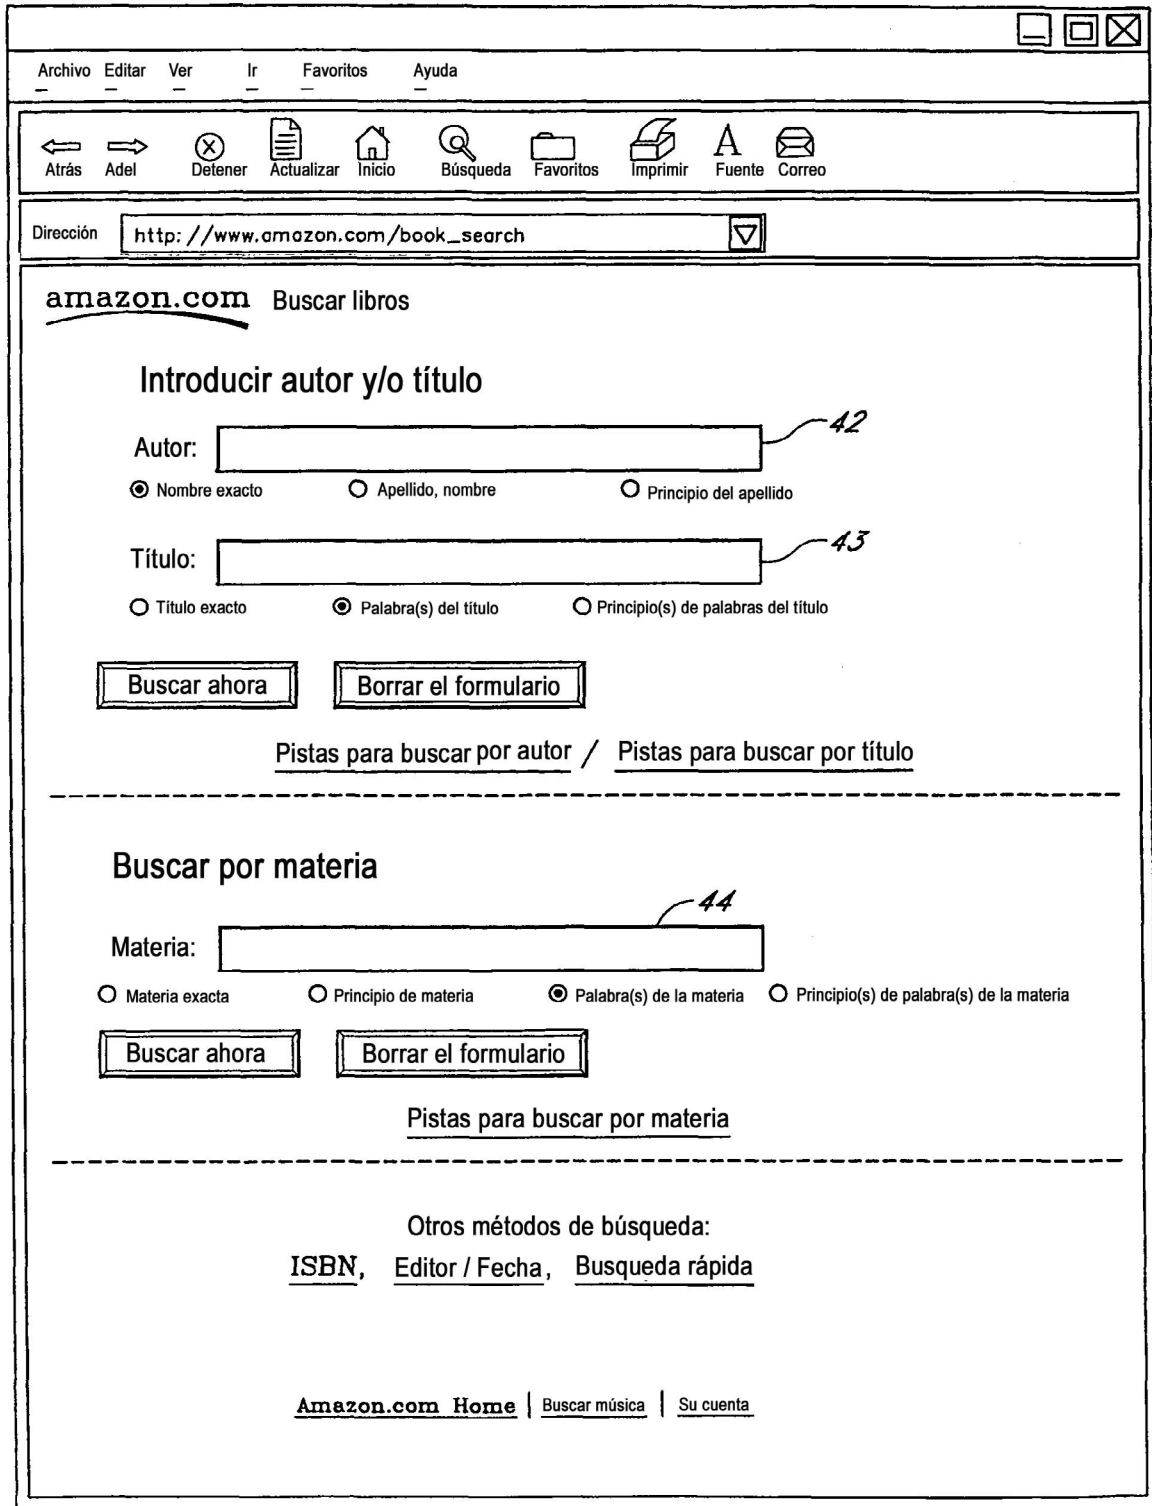 Archivo Editar Ver Ir Favoritos Ayuda
Atrás Adel Detener Actualizar Inicio Búsqueda Favoritos Imprimir A Fuente Correo
Dirección http://www.amazon.com/book_search
amazon.com Buscar libros
Introducir autor y/o título
Autor: 42
Nombre exacto Apellido, nombre Principio del apellido
Título: 43
Título exacto Palabra(s) del título Principio(s) de palabras del título
Buscar ahora Borrar el formulario
Pistas para buscar por autor / Pistas para buscar por título
Buscar por materia
44
Materia:
Materia exacta Principio de materia Palabra(s) de la materia Principio(s) de palabra(s) de la materia
Buscar ahora Borrar el formulario
Pistas para buscar por materia
Otros métodos de búsqueda:
ISBN, Editor / Fecha, Busqueda rápida
Amazon.com Home | Buscar música | Su cuenta